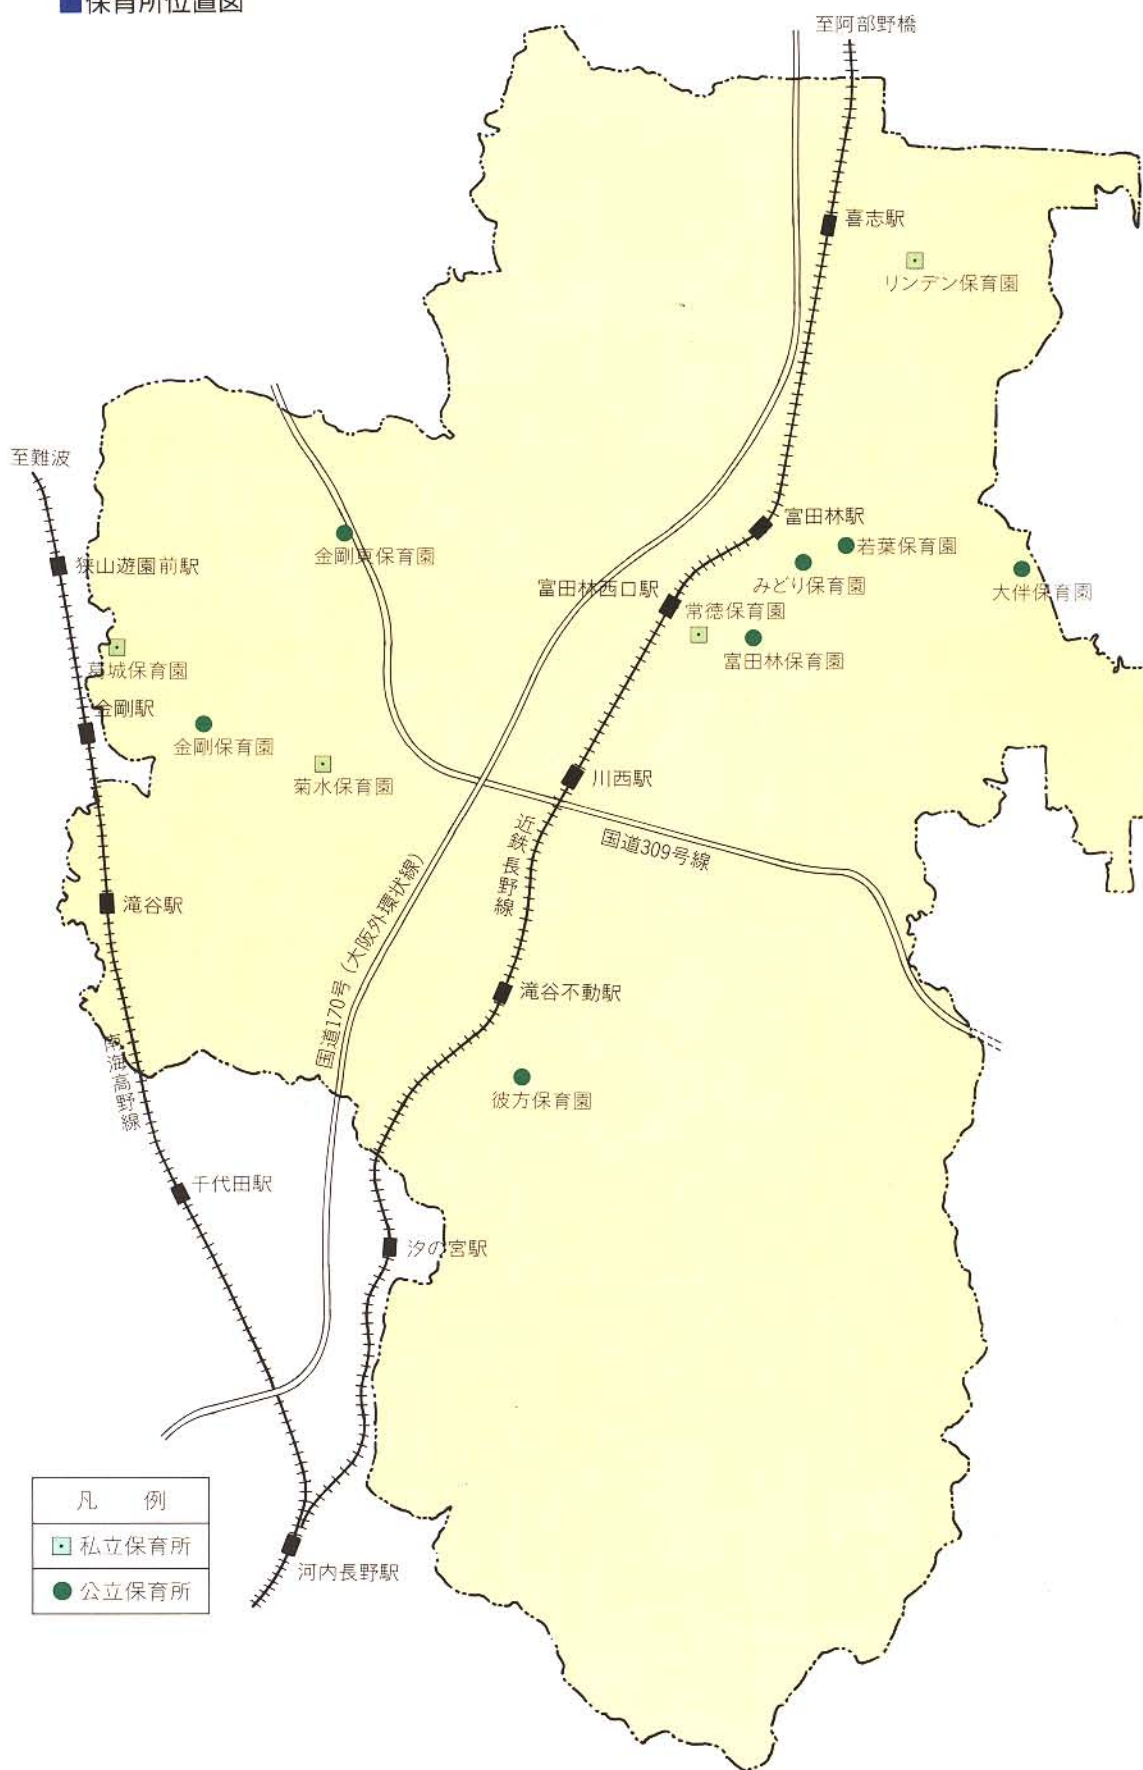 ■保育所位置図
至阿部野橋
喜志駅
リンデン保育園
至難波
富田林駅
若葉保育園
金剛東保育園
狭山遊園前駅
みどり保育園
大伴保育園
富田林西口駅
常徳保育園
富田林保育園
葛城保育園
金剛駅
金剛保育園
菊水保育園
川西駅
近鉄長野線
国道309号線
国道170号(大阪外環状線)
滝谷駅
滝谷不動駅
南海高野線
彼方保育園
千代田駅
汐の宮駅
凡 例
私立保育所
公立保育所
河内長野駅